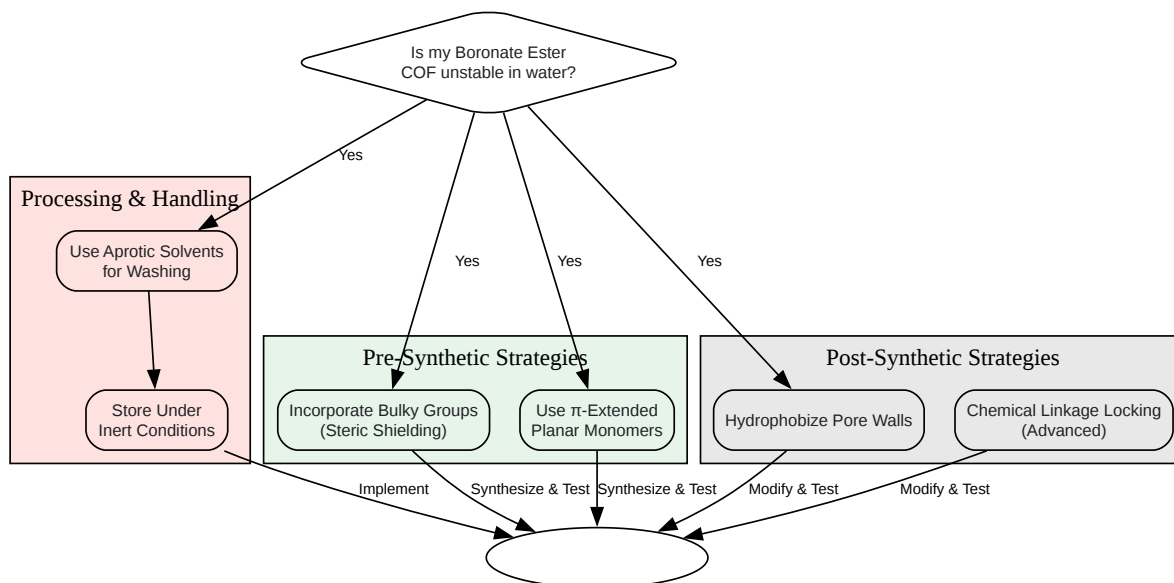 Is my Boronate Ester
COF unstable in water?
Yes
Processing & Handling
Use Aprotic Solvents
for Washing
Yes
Yes
Yes
Pre-Synthetic Strategies
Post-Synthetic Strategies
Store Under
Inert Conditions
Incorporate Bulky Groups
(Steric Shielding)
Use π-Extended
Planar Monomers
Hydrophobize Pore Walls
Chemical Linkage Locking
(Advanced)
Implement
Synthesize & Test
Synthesize & Test
Modify & Test
Modify & Test